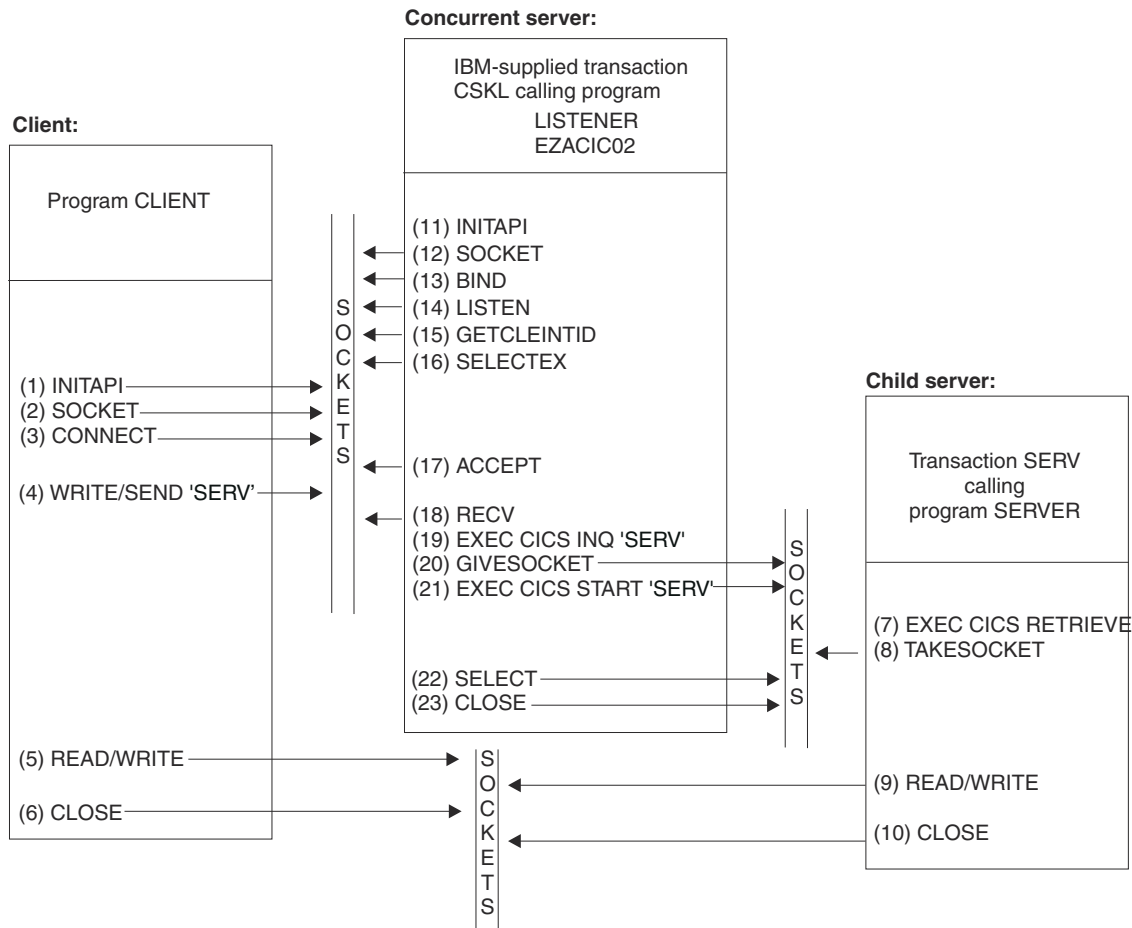 Concurrent server:
IBM-supplied transaction
CSKL calling program
LISTENER
EZACIC02
Client:
Program CLIENT
(11) INITAPI
(12) SOCKET
(13) BIND
(14) LISTEN
(15) GETCLEINTID
(16) SELECTEX
SOCKETS
(1) INITAPI
(2) SOCKET
(3) CONNECT
(4) WRITE/SEND 'SERV'
(17) ACCEPT
(18) RECV
(19) EXEC CICS INQ 'SERV'
(20) GIVESOCKET
(21) EXEC CICS START 'SERV'
(22) SELECT
(23) CLOSE
SOCKETS
Child server:
Transaction SERV
calling
program SERVER
(7) EXEC CICS RETRIEVE
(8) TAKESOCKET
(5) READ/WRITE
(6) CLOSE
SOCKETS
(9) READ/WRITE
(10) CLOSE